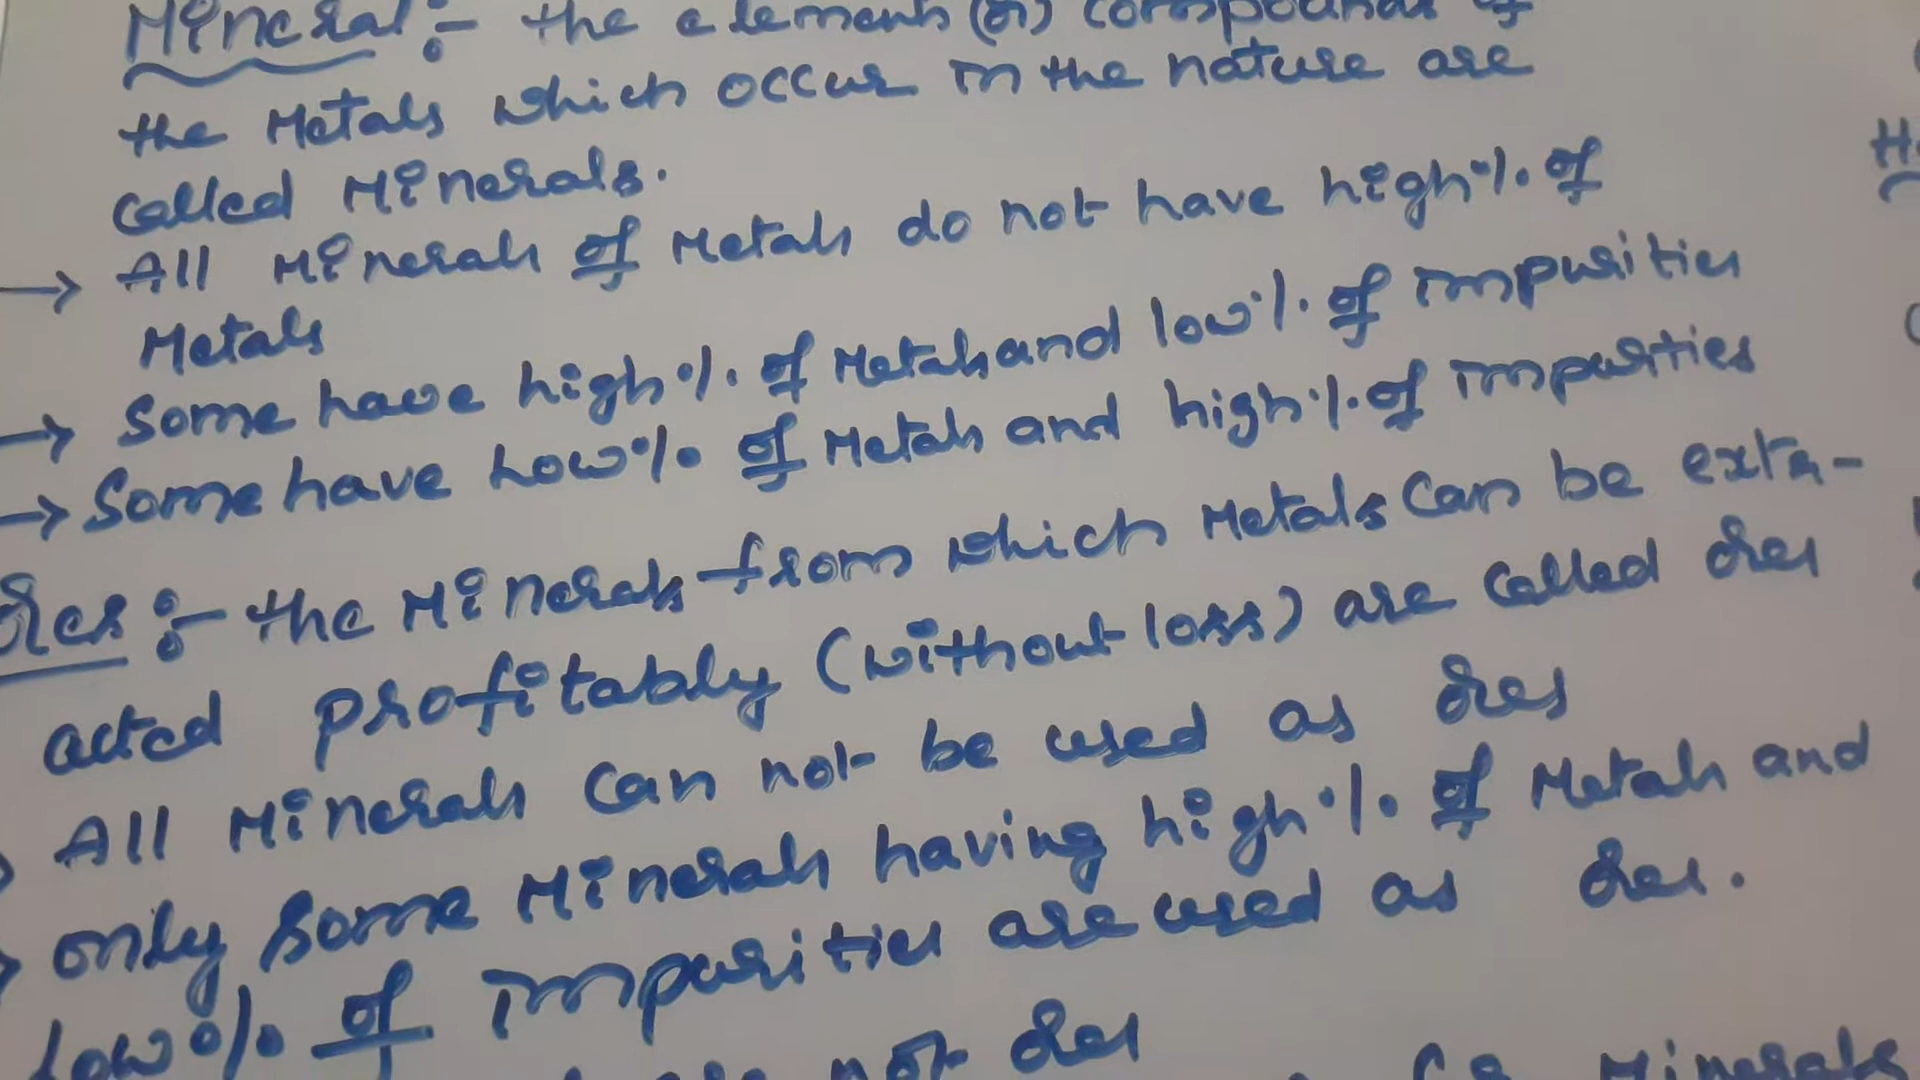 Mineral :- the elements (or) compounds of
the Metals which occur in the nature are
called Minerals.
→ All Minerals of Metals do not have high % of
Metals
→ Some have high % of Metals and low % of impurities
→ Some have Low % of Metals and high % of impurities
Ores :- the Minerals from which Metals can be extr-
acted profitably (without loss) are called Ores
All Minerals can not be used as Ores
only some Minerals having high % of Metals and
Low % of impurities are used as Ores.
not Ores
Minerals